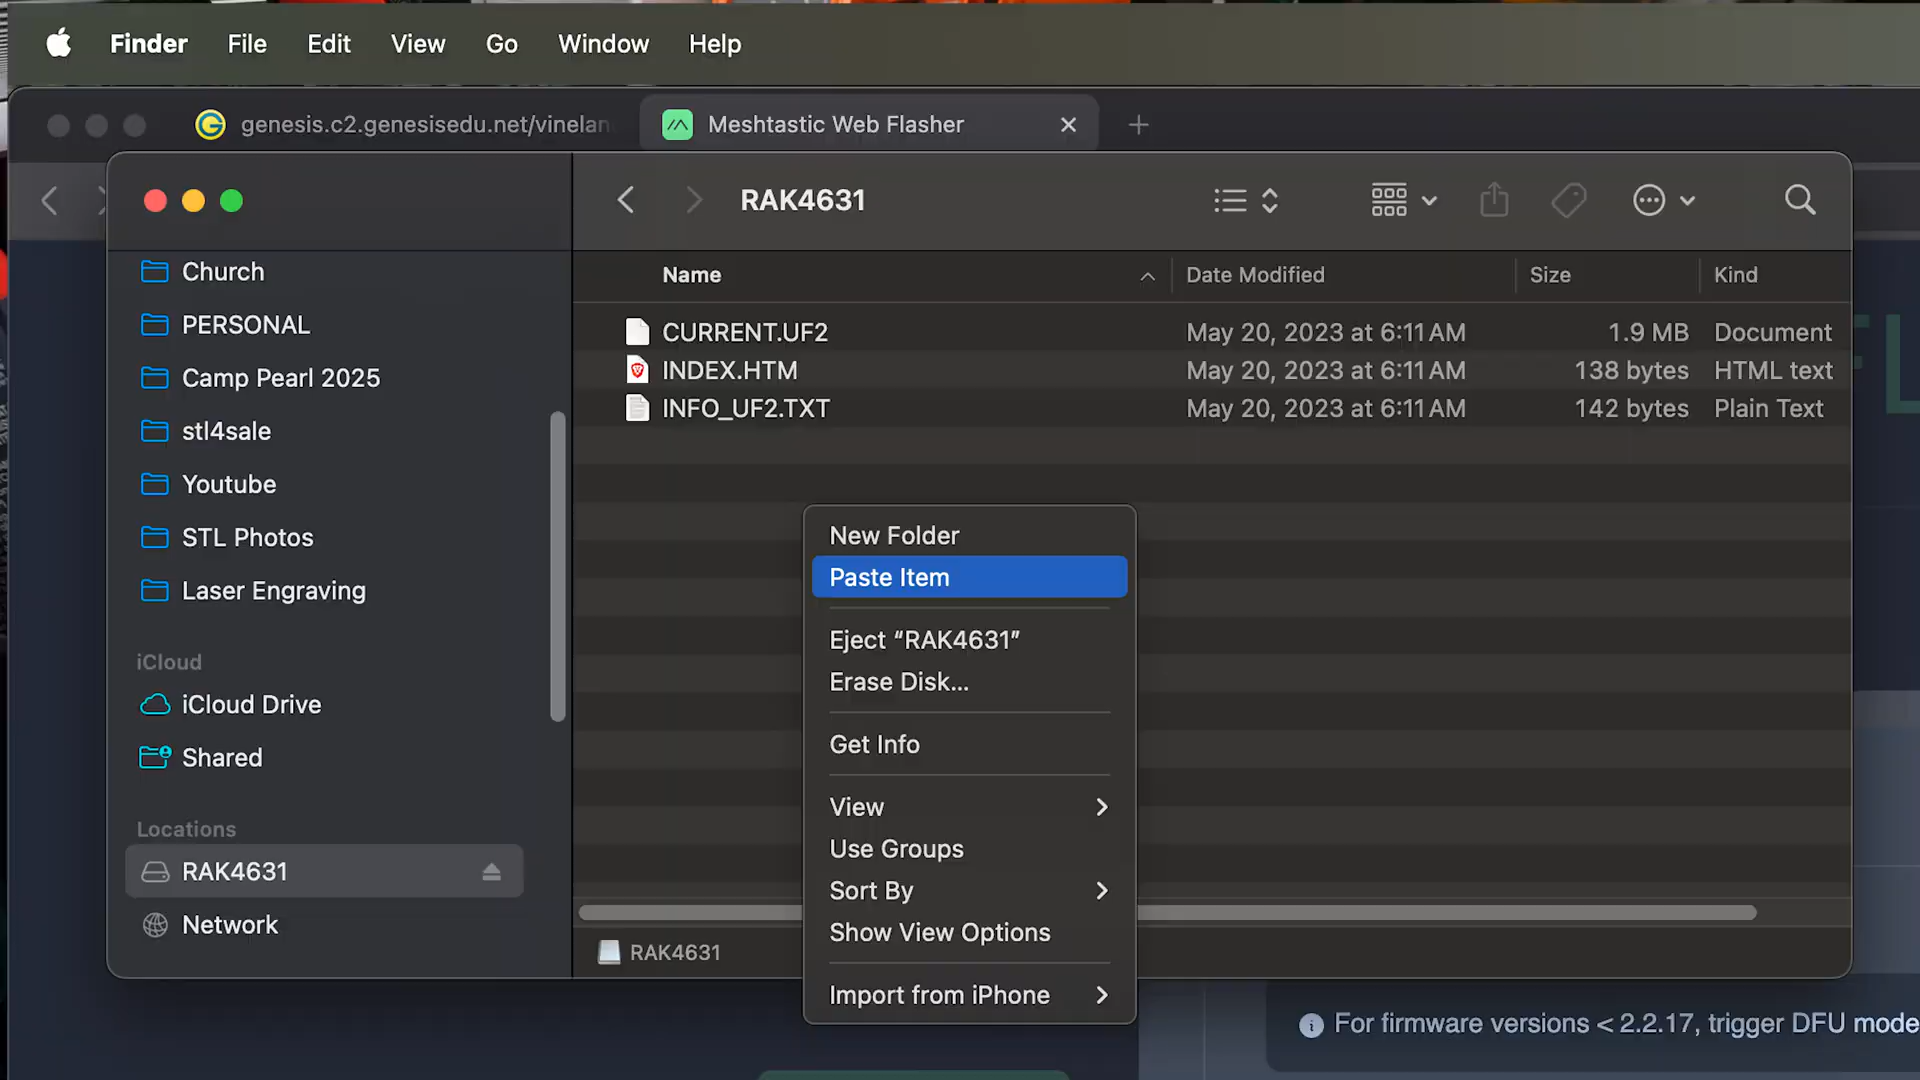 Finder File Edit View Go Window Help
genesis.c2.genesisedu.net/vinelan
Meshtastic Web Flasher
RAK4631
Church
PERSONAL
Camp Pearl 2025
stl4sale
Youtube
STL Photos
Laser Engraving
iCloud
iCloud Drive
Shared
Locations
RAK4631
Network
Name Date Modified Size Kind
CURRENT.UF2 May 20, 2023 at 6:11 AM 1.9 MB Document
INDEX.HTM May 20, 2023 at 6:11 AM 138 bytes HTML text
INFO_UF2.TXT May 20, 2023 at 6:11 AM 142 bytes Plain Text
New Folder
Paste Item
Eject “RAK4631”
Erase Disk...
Get Info
View
Use Groups
Sort By
Show View Options
Import from iPhone
RAK4631
For firmware versions < 2.2.17, trigger DFU mode